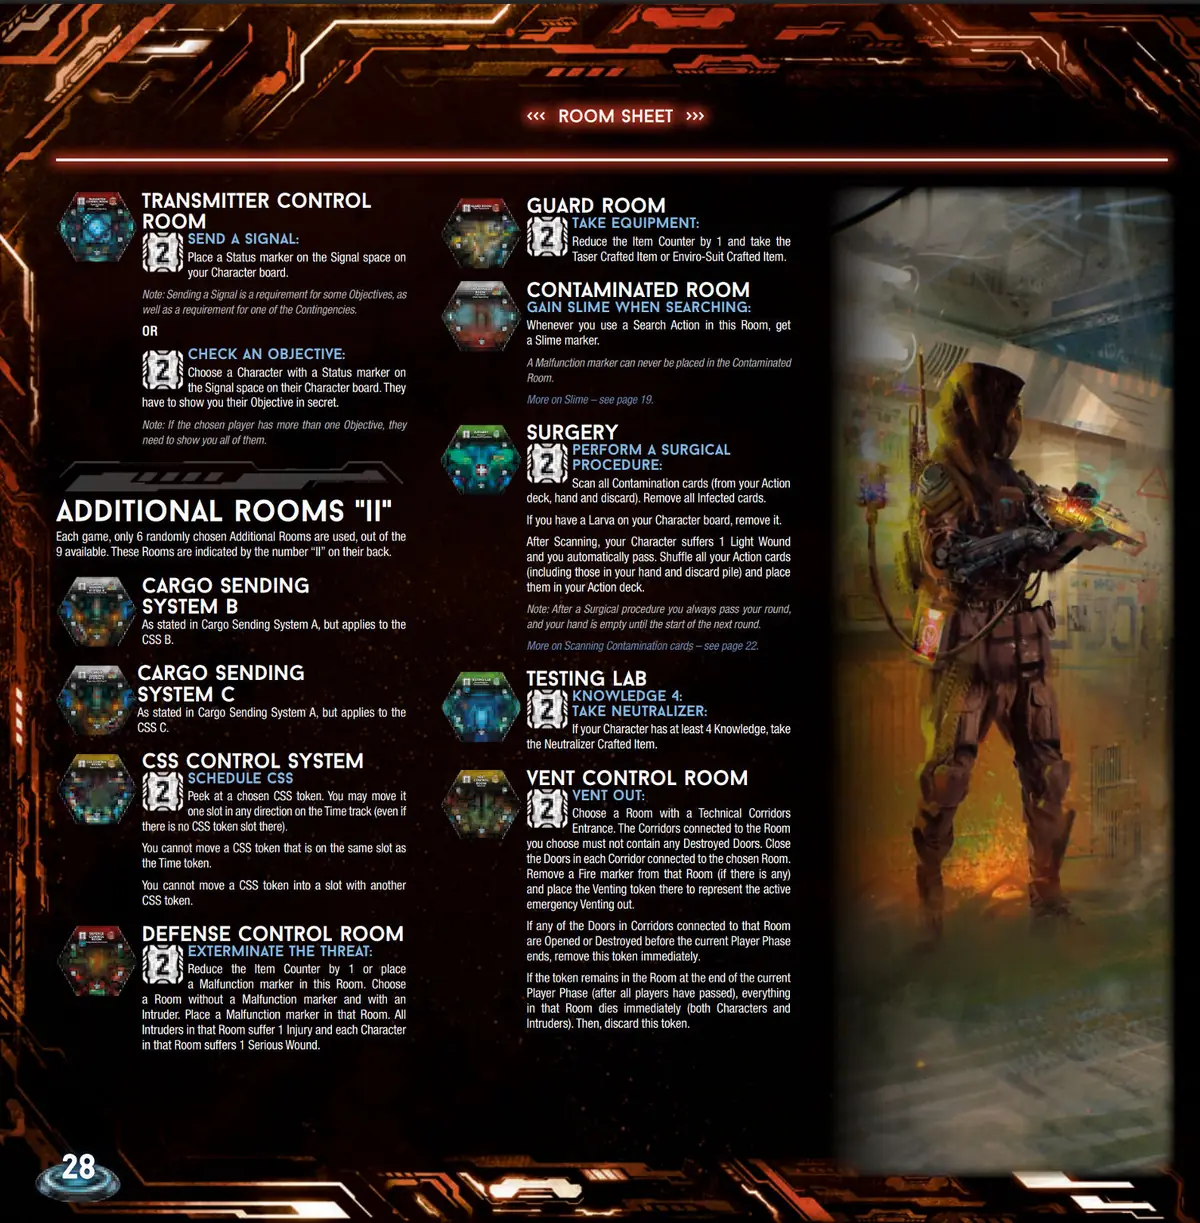 ‹‹‹ ROOM SHEET ›››
TRANSMITTER CONTROL
ROOM
2
SEND A SIGNAL:
Place a Status marker on the Signal space on
your Character board.
Note: Sending a Signal is a requirement for some Objectives, as
well as a requirement for one of the Contingencies.
OR
2
CHECK AN OBJECTIVE:
Choose a Character with a Status marker on
the Signal space on their Character board. They
have to show you their Objective in secret.
Note: If the chosen player has more than one Objective, they
need to show you all of them.
ADDITIONAL ROOMS "II"
Each game, only 6 randomly chosen Additional Rooms are used, out of the
9 available. These Rooms are indicated by the number “II” on their back.
CARGO SENDING
SYSTEM B
As stated in Cargo Sending System A, but applies to the
CSS B.
CARGO SENDING
SYSTEM C
As stated in Cargo Sending System A, but applies to the
CSS C.
CSS CONTROL SYSTEM
2
SCHEDULE CSS
Peek at a chosen CSS token. You may move it
one slot in any direction on the Time track (even if
there is no CSS token slot there).
You cannot move a CSS token that is on the same slot as
the Time token.
You cannot move a CSS token into a slot with another
CSS token.
DEFENSE CONTROL ROOM
2
EXTERMINATE THE THREAT:
Reduce the Item Counter by 1 or place
a Malfunction marker in this Room. Choose
a Room without a Malfunction marker and with an
Intruder. Place a Malfunction marker in that Room. All
Intruders in that Room suffer 1 Injury and each Character
in that Room suffers 1 Serious Wound.
GUARD ROOM
2
TAKE EQUIPMENT:
Reduce the Item Counter by 1 and take the
Taser Crafted Item or Enviro-Suit Crafted Item.
CONTAMINATED ROOM
GAIN SLIME WHEN SEARCHING:
Whenever you use a Search Action in this Room, get
a Slime marker.
A Malfunction marker can never be placed in the Contaminated
Room.
More on Slime – see page 19.
SURGERY
2
PERFORM A SURGICAL
PROCEDURE:
Scan all Contamination cards (from your Action
deck, hand and discard). Remove all Infected cards.
If you have a Larva on your Character board, remove it.
After Scanning, your Character suffers 1 Light Wound
and you automatically pass. Shuffle all your Action cards
(including those in your hand and discard pile) and place
them in your Action deck.
Note: After a Surgical procedure you always pass your round,
and your hand is empty until the start of the next round.
More on Scanning Contamination cards – see page 22.
TESTING LAB
2
KNOWLEDGE 4:
TAKE NEUTRALIZER:
If your Character has at least 4 Knowledge, take
the Neutralizer Crafted Item.
VENT CONTROL ROOM
2
VENT OUT:
Choose a Room with a Technical Corridors
Entrance. The Corridors connected to the Room
you choose must not contain any Destroyed Doors. Close
the Doors in each Corridor connected to the chosen Room.
Remove a Fire marker from that Room (if there is any)
and place the Venting token there to represent the active
emergency Venting out.
If any of the Doors in Corridors connected to that Room
are Opened or Destroyed before the current Player Phase
ends, remove this token immediately.
If the token remains in the Room at the end of the current
Player Phase (after all players have passed), everything
in that Room dies immediately (both Characters and
Intruders). Then, discard this token.
28